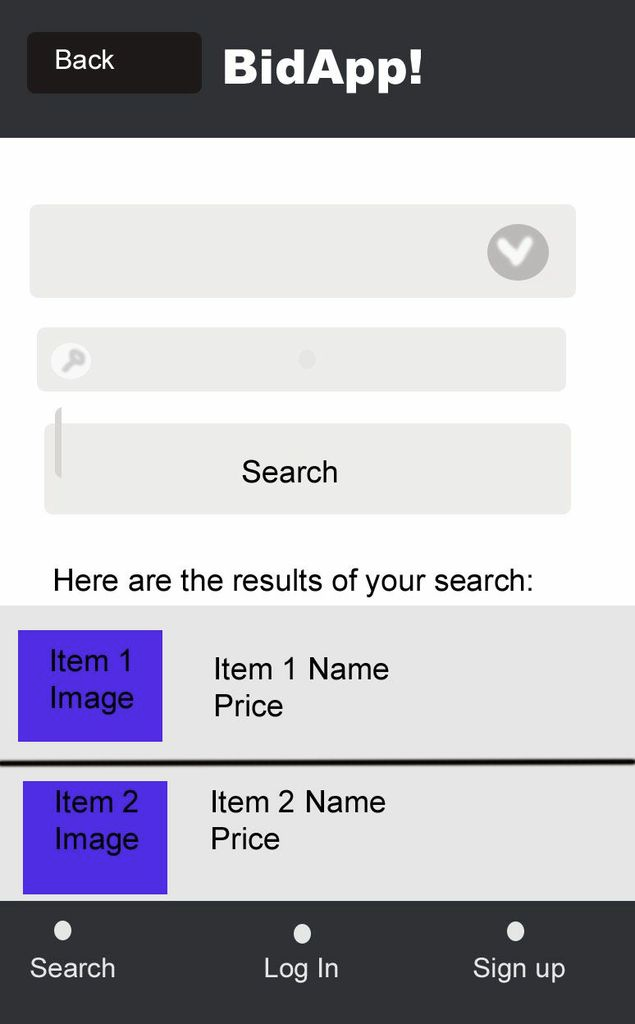 Back
BidApp!
Search
Here are the results of your search:
Item 1
Image
Item 1 Name
Price
Item 2
Image
Item 2 Name
Price
Search
Log In
Sign up